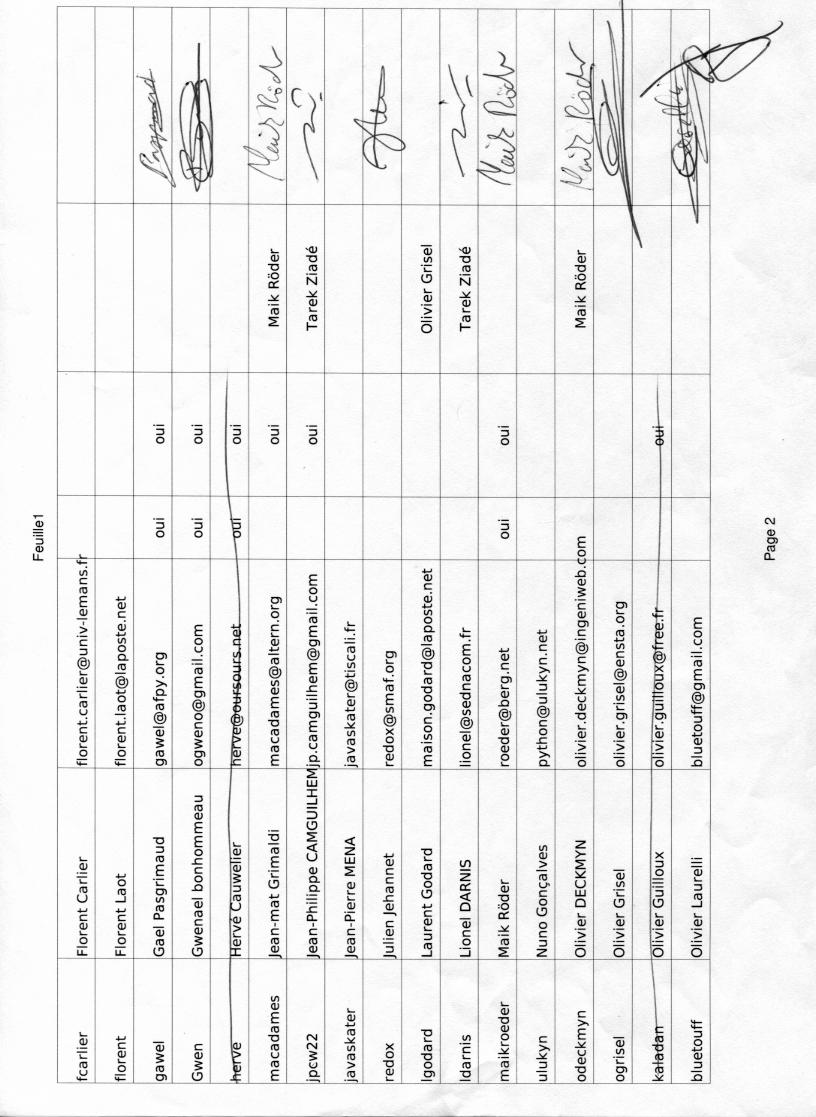 Feuille1
fcarlier Florent Carlier florent.carlier@univ-lemans.fr
florent Florent Laot florent.laot@laposte.net
gawel Gael Pasgrimaud gawel@afpy.org oui oui
Gwen Gwenael bonhommeau ogweno@gmail.com oui oui
herve Hervé Cauwelier herve@oursours.net oui oui
macadames Jean-mat Grimaldi macadames@altern.org oui Maik Röder Maik Röder
jpcw22 Jean-Philippe CAMGUILHEM jp.camguilhem@gmail.com oui Tarek Ziadé
javaskater Jean-Pierre MENA javaskater@tiscali.fr
redox Julien Jehannet redox@smaf.org
lgodard Laurent Godard maison.godard@laposte.net Olivier Grisel
ldarnis Lionel DARNIS lionel@sednacom.fr Tarek Ziadé
maikroeder Maik Röder roeder@berg.net oui oui Maik Röder
ulukyn Nuno Gonçalves python@ulukyn.net
odeckmyn Olivier DECKMYN olivier.deckmyn@ingeniweb.com Maik Röder Maik Röder
ogrisel Olivier Grisel olivier.grisel@ensta.org
kaladan Olivier Guilloux olivier.guilloux@free.fr oui
bluetouff Olivier Laurelli bluetouff@gmail.com
Page 2